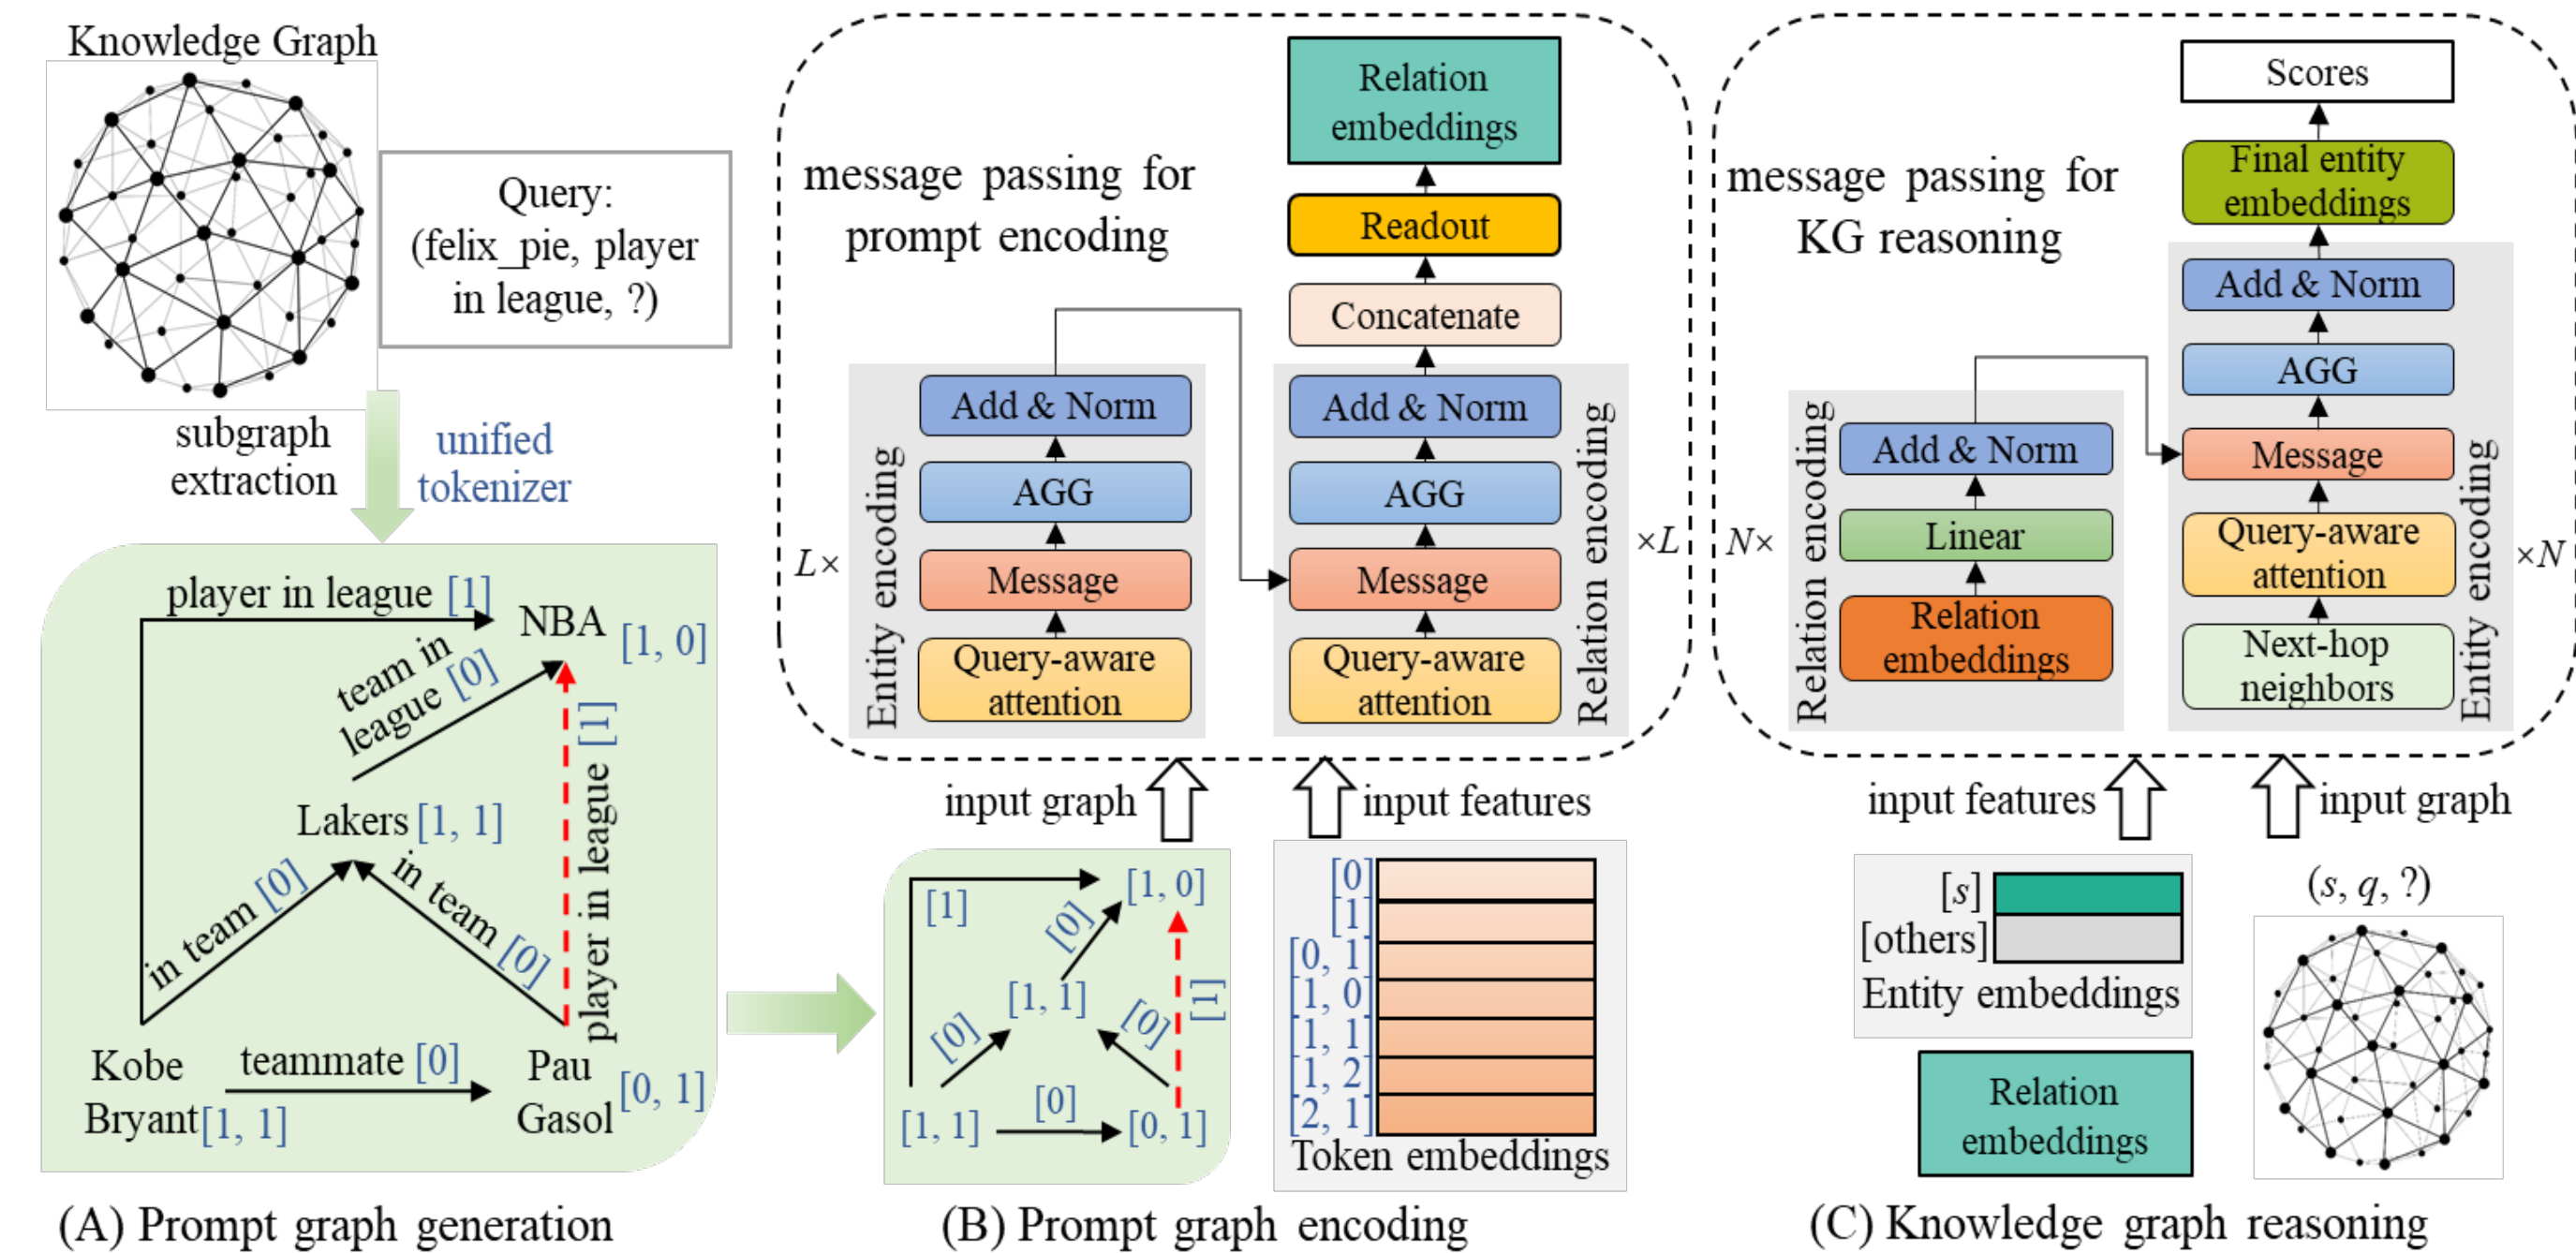 Knowledge Graph
Query:
(felix_pie, player
in league, ?)
subgraph
extraction
unified
tokenizer
player in league [1]
NBA
[1, 0]
team in
league [0]
player in league [1]
Lakers [1, 1]
in team [0]
in team [0]
Kobe
Bryant [1, 1]
teammate [0]
Pau
Gasol
[0, 1]
(A) Prompt graph generation
message passing for
prompt encoding
Relation
embeddings
Readout
Concatenate
Add & Norm
AGG
Message
Query-aware
attention
Entity encoding
L×
Add & Norm
AGG
Message
Query-aware
attention
Relation encoding
×L
input graph
input features
[1]
[1, 0]
[0]
[1]
[1, 1]
[0]
[0]
[1, 1]
[0]
[0, 1]
[0]
[1]
[0, 1]
[1, 0]
[1, 1]
[1, 2]
[2, 1]
Token embeddings
(B) Prompt graph encoding
message passing for
KG reasoning
Scores
Final entity
embeddings
Add & Norm
AGG
Message
Query-aware
attention
Next-hop
neighbors
Entity encoding
×N
Add & Norm
Linear
Relation
embeddings
Relation encoding
N×
input features
input graph
[s]
[others]
Entity embeddings
Relation
embeddings
(s, q, ?)
(C) Knowledge graph reasoning